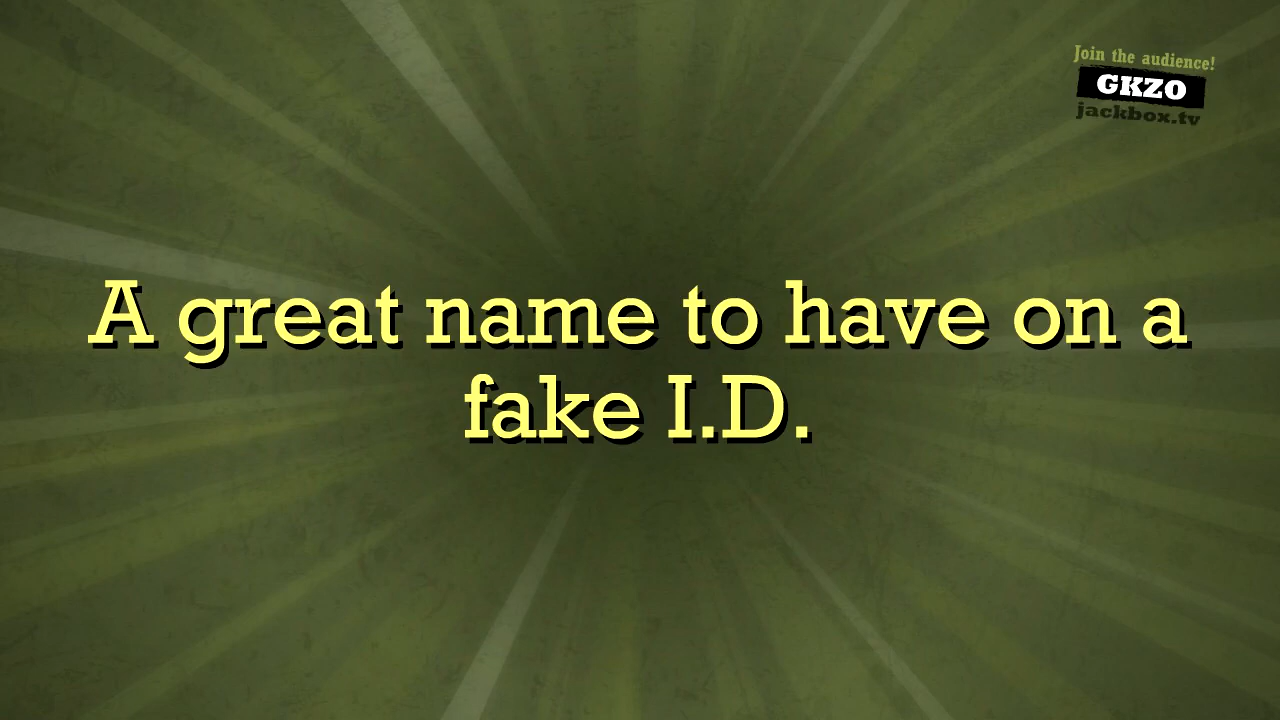 Join the audience!
GKZO
jackbox.tv
A great name to have on a
fake I.D.